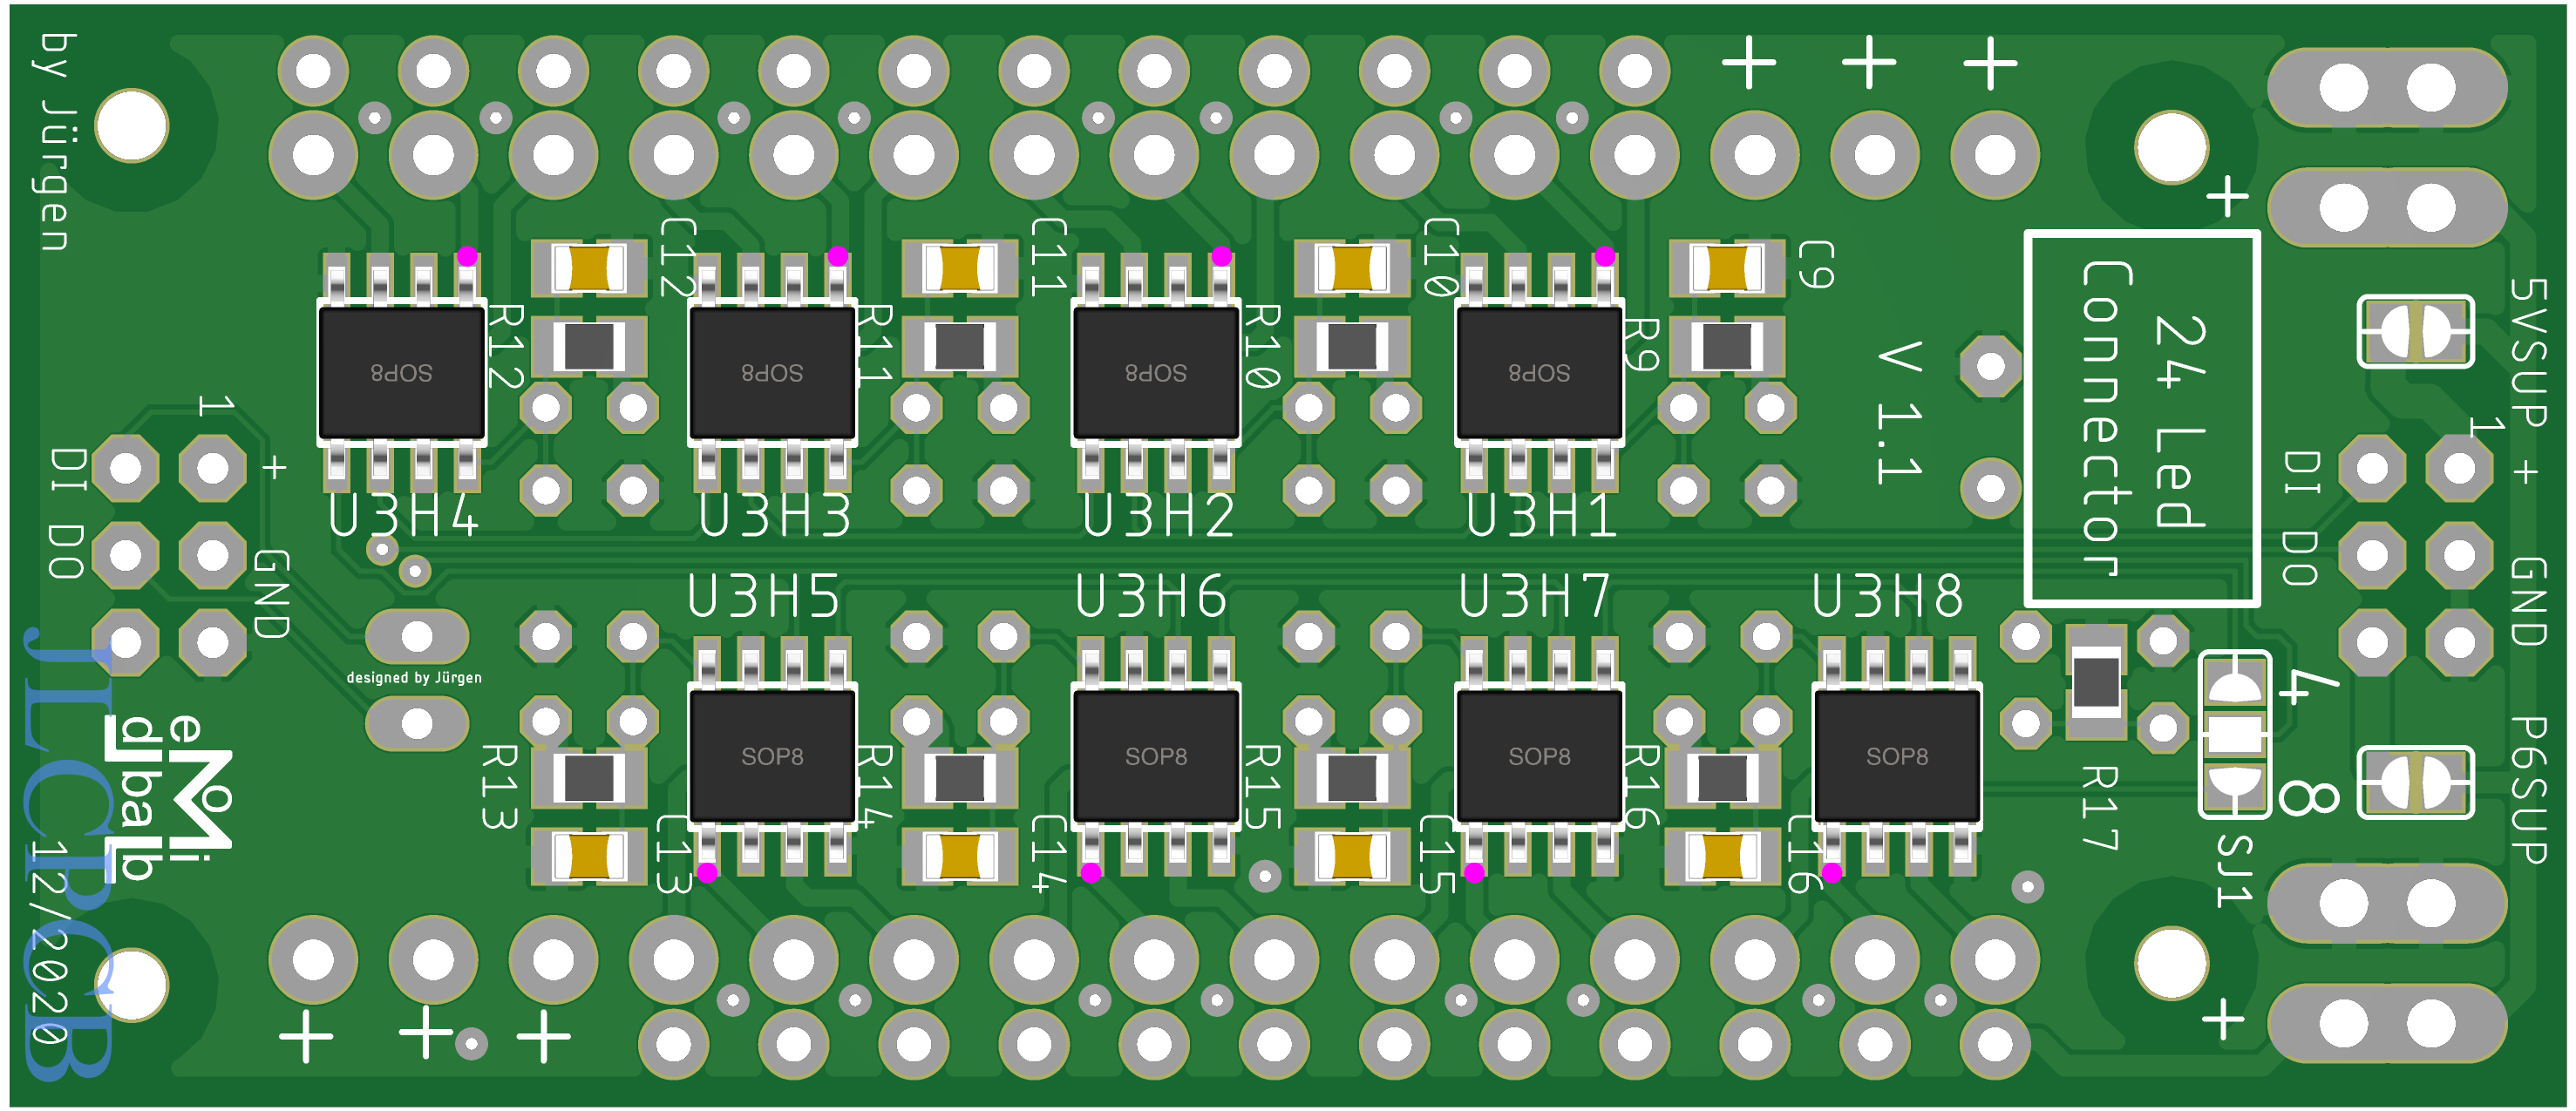 by Jürgen
+ + +
+
C12
C11
C10
C9
R12
R11
R10
R9
SOP8
SOP8
SOP8
SOP8
V 1.1
24 Led
Connector
5VSUP
1
DI
+
DO
GND
U3H4
U3H3
U3H2
U3H1
1
DI
+
DO
GND
U3H5
U3H6
U3H7
U3H8
designed by Jürgen
eMoMi
djbalb
JLCPCB
12/2020
R13
R14
R15
R16
R17
SOP8
SOP8
SOP8
SOP8
C13
C14
C15
C16
4
8
SJ1
P6SUP
+ + +
+